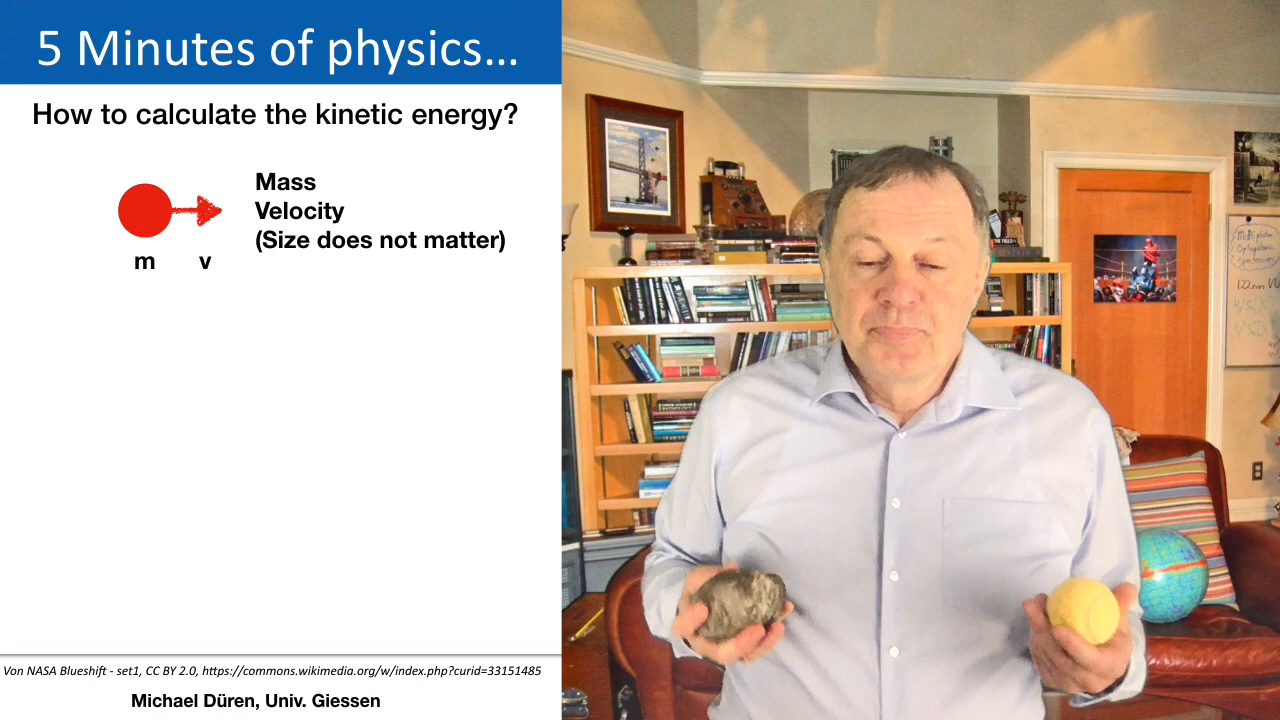 5 Minutes of physics...
How to calculate the kinetic energy?
Mass
Velocity
(Size does not matter)
m v
122nm
Von NASA Blueshift - set1, CC BY 2.0, https://commons.wikimedia.org/w/index.php?curid=33151485
Michael Düren, Univ. Giessen